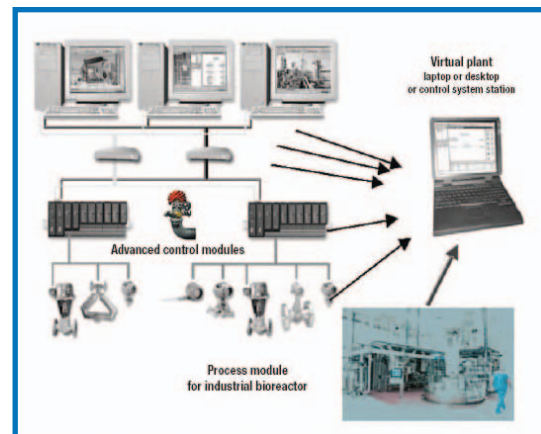 Virtual plant
laptop or desktop
or control system station
Advanced control modules
Process module
for industrial bioreactor